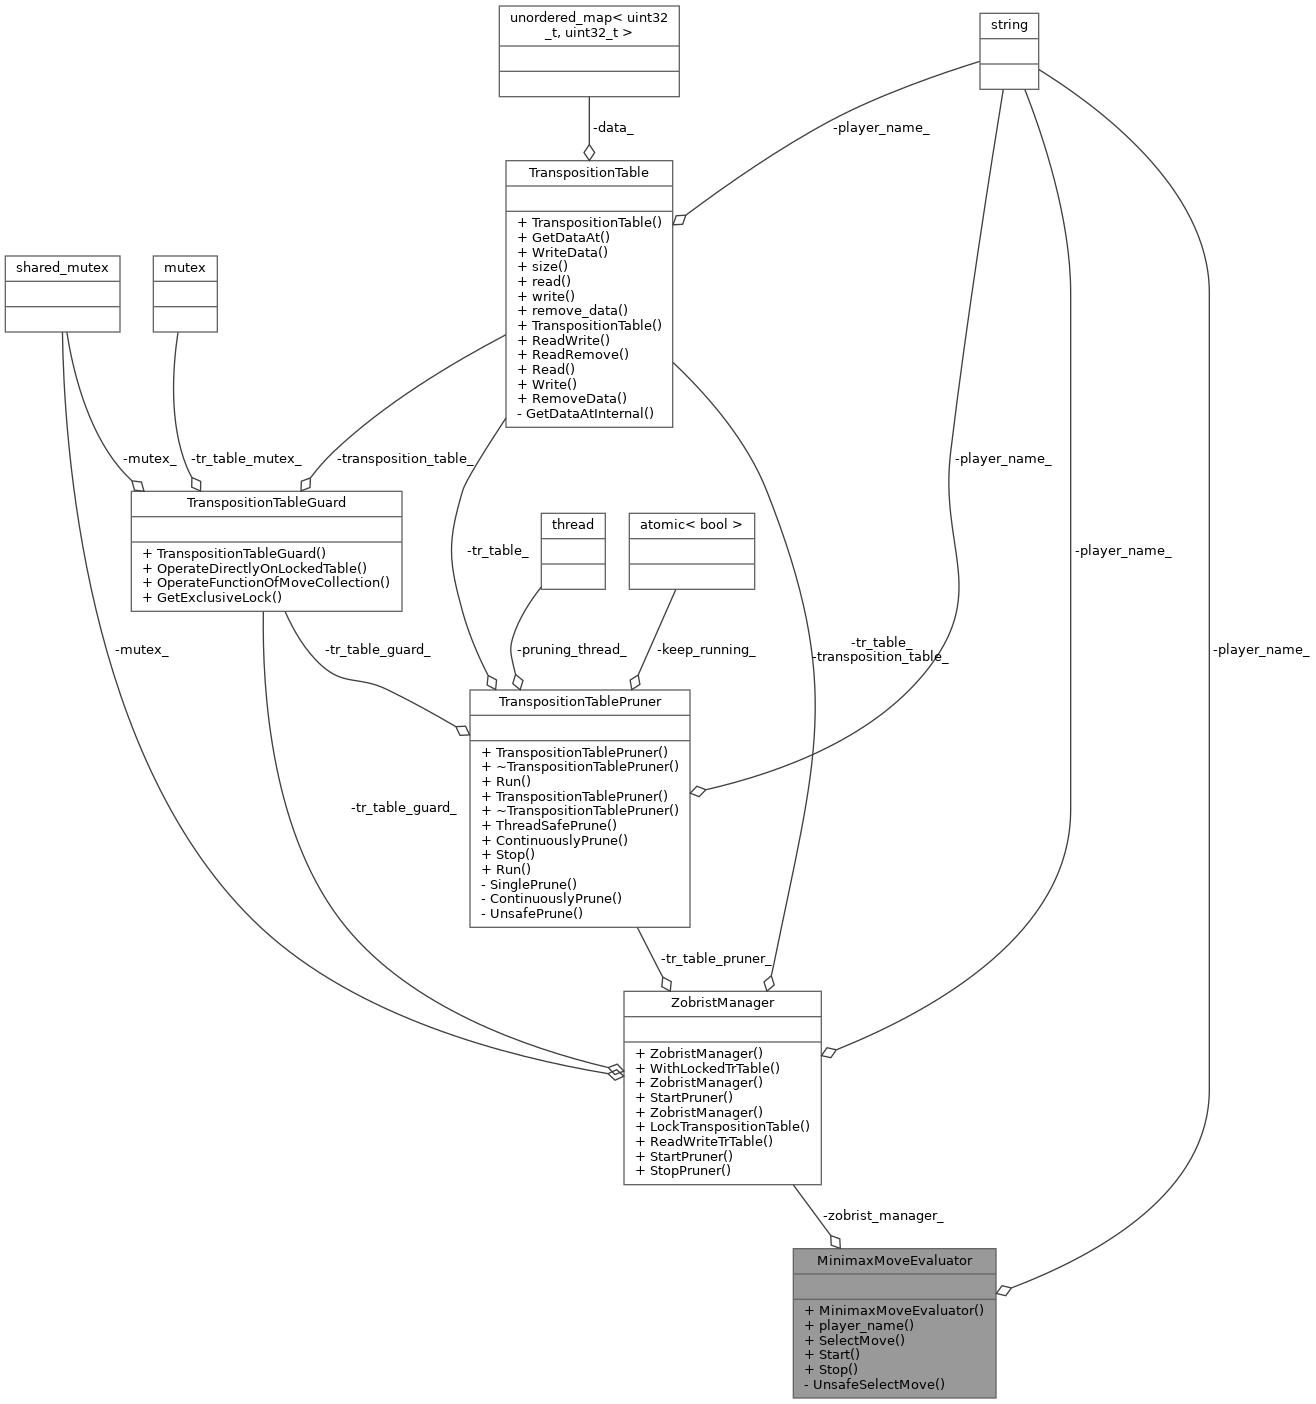 unordered_map< uint32
_t, uint32_t >
string
-data_
-player_name_
TranspositionTable
+ TranspositionTable()
+ GetDataAt()
+ WriteData()
+ size()
+ read()
+ write()
+ remove_data()
+ TranspositionTable()
+ ReadWrite()
+ ReadRemove()
+ Read()
+ Write()
+ RemoveData()
- GetDataAtInternal()
shared_mutex
mutex
-mutex_
-tr_table_mutex_
-transposition_table_
-player_name_
TranspositionTableGuard
+ TranspositionTableGuard()
+ OperateDirectlyOnLockedTable()
+ OperateFunctionOfMoveCollection()
+ GetExclusiveLock()
thread
atomic< bool >
-tr_table_
-player_name_
-mutex_
-tr_table_guard_
-pruning_thread_
-keep_running_
-tr_table_
-transposition_table_
-player_name_
TranspositionTablePruner
+ TranspositionTablePruner()
+ ~TranspositionTablePruner()
+ Run()
+ TranspositionTablePruner()
+ ~TranspositionTablePruner()
+ ThreadSafePrune()
+ ContinuouslyPrune()
+ Stop()
+ Run()
- SinglePrune()
- ContinuouslyPrune()
- UnsafePrune()
-tr_table_guard_
-tr_table_pruner_
ZobristManager
+ ZobristManager()
+ WithLockedTrTable()
+ ZobristManager()
+ StartPruner()
+ ZobristManager()
+ LockTranspositionTable()
+ ReadWriteTrTable()
+ StartPruner()
+ StopPruner()
-zobrist_manager_
MinimaxMoveEvaluator
+ MinimaxMoveEvaluator()
+ player_name()
+ SelectMove()
+ Start()
+ Stop()
- UnsafeSelectMove()